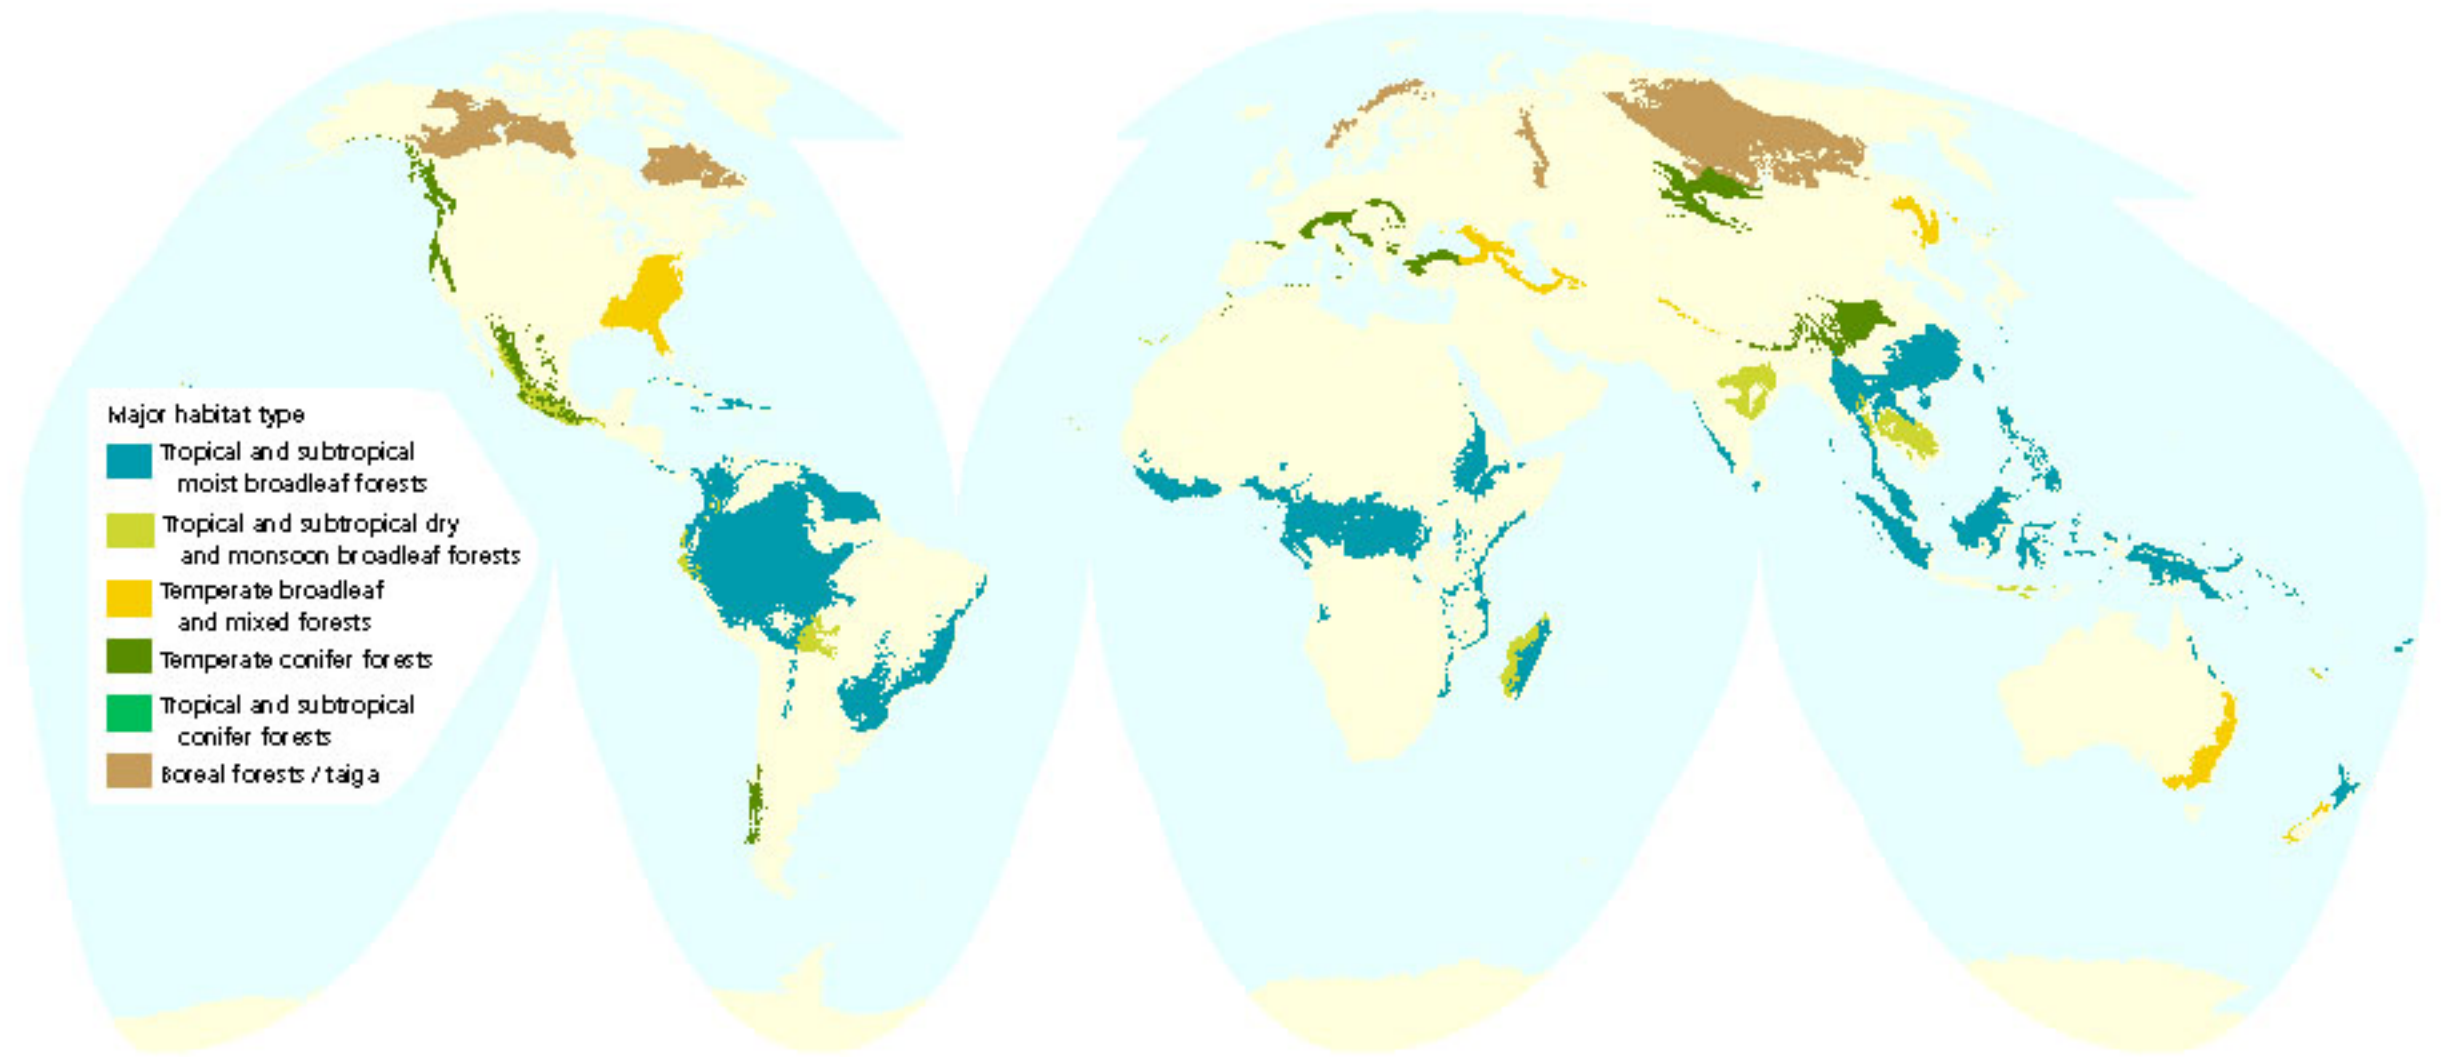 Major habitat type
Tropical and subtropical
moist broadleaf forests
Tropical and subtropical dry
and monsoon broadleaf forests
Temperate broadleaf
and mixed forests
Temperate conifer forests
Tropical and subtropical
conifer forests
Boreal forests / taiga